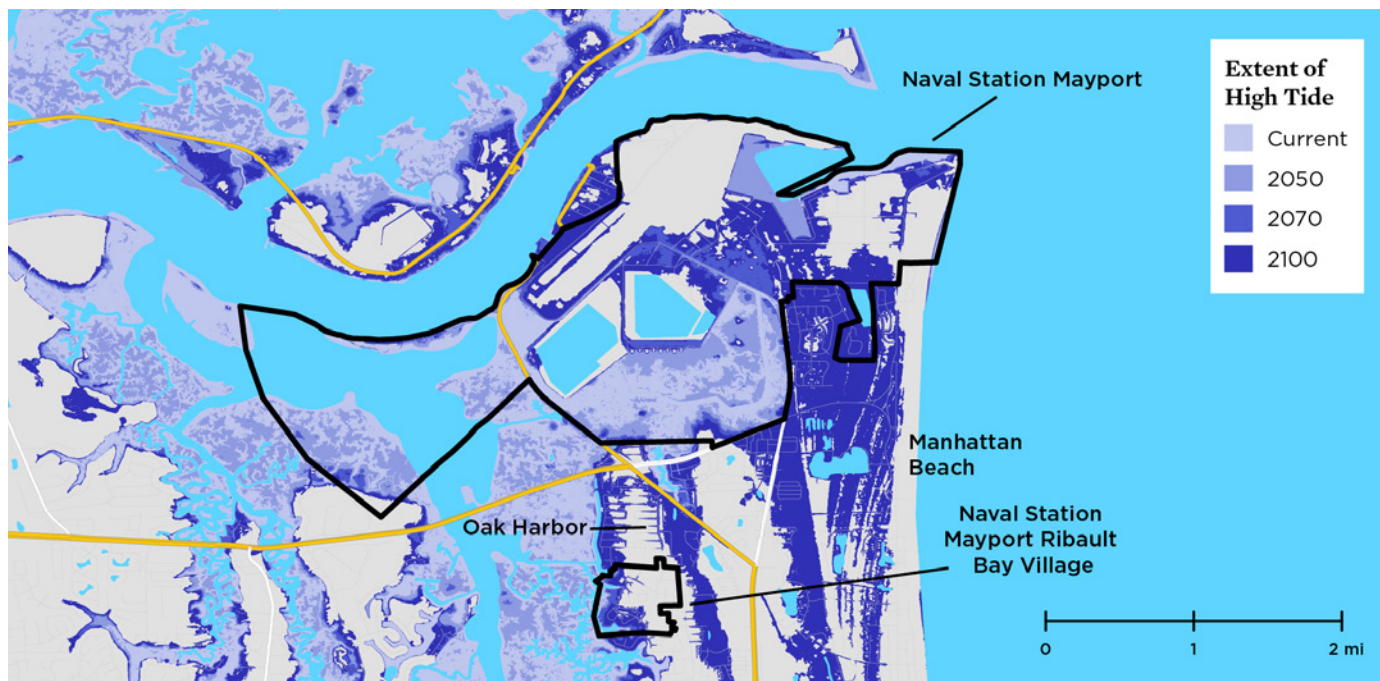 Naval Station Mayport
Extent of
High Tide
Current
2050
2070
2100
Manhattan
Beach
Oak Harbor
Naval Station
Mayport Ribault
Bay Village
0
1
2 mi